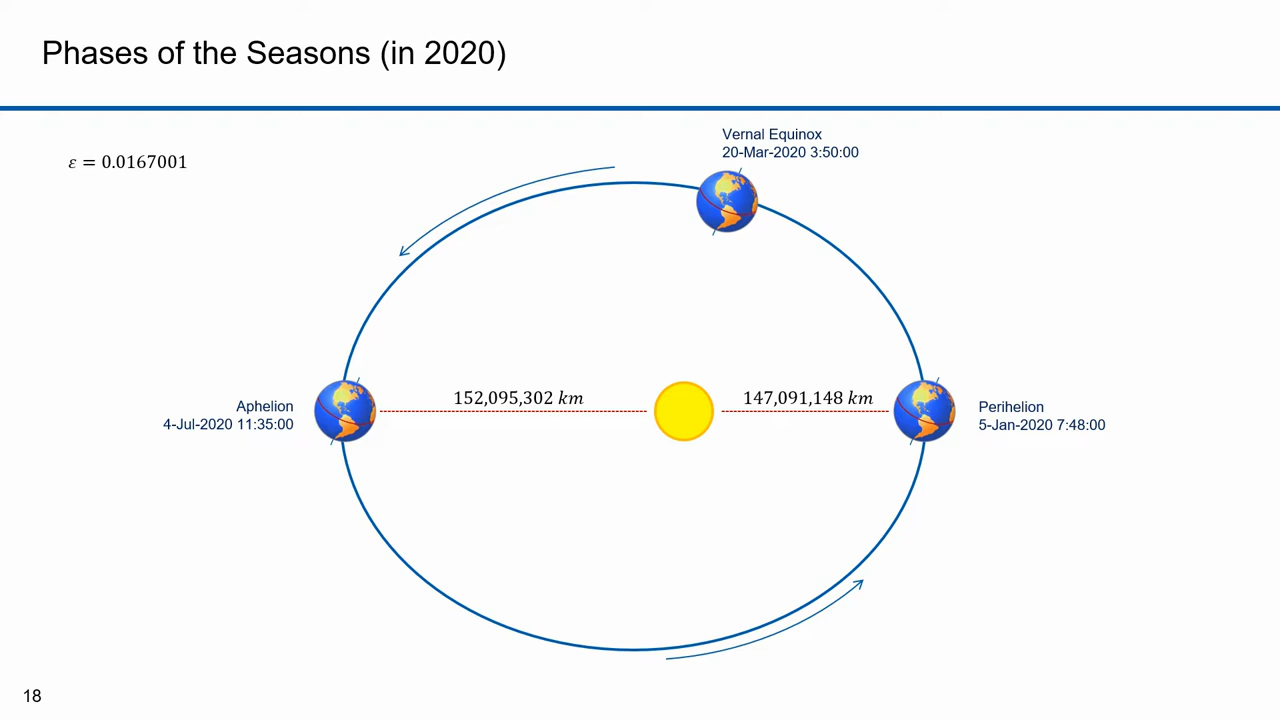 Phases of the Seasons (in 2020)
ε = 0.0167001
Vernal Equinox
20-Mar-2020 3:50:00
152,095,302 km
147,091,148 km
Aphelion
4-Jul-2020 11:35:00
Perihelion
5-Jan-2020 7:48:00
18